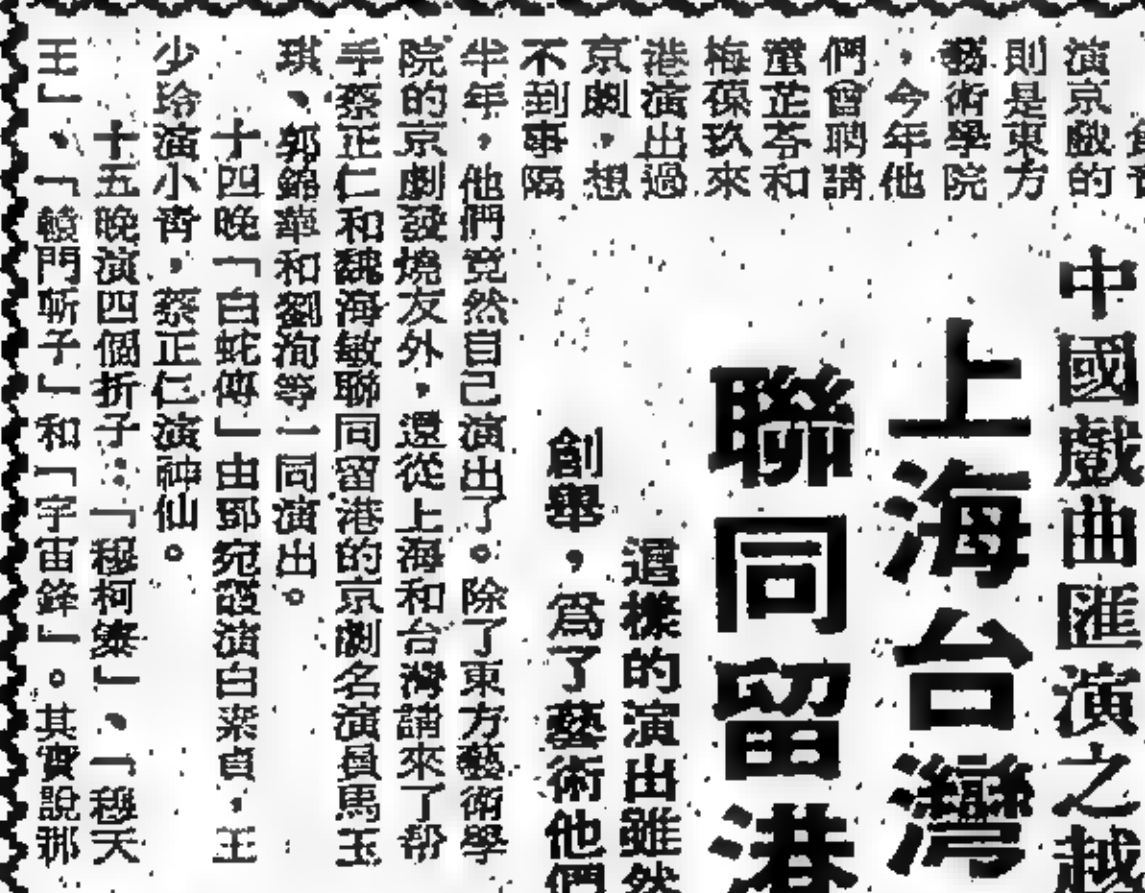 演京戲的
則是東方
藝術學院
，今年他
們曾聘請
童芷苓和
梅葆玖來
港演出過
京劇，想
不到事隔
半年，他們竟然自己演出了。除了東方藝術學
院的京劇發燒友外，還從上海和台灣請來了幫
手蔡正仁和魏海敏聯同留港的京劇名演員馬玉
琪、郭錦華和劉洵等一同演出。
十四晚「白蛇傳」由鄧宛霞演白素貞，王
少玲演小青，蔡正仁演神仙。
十五晚演四個折子：「穆柯寨」、「穆天
王」、「轅門斬子」和「宇宙鋒」。其實說那
中國戲曲匯演之越
上海台灣
聯同留港
這樣的演出雖然
創舉，為了藝術他們